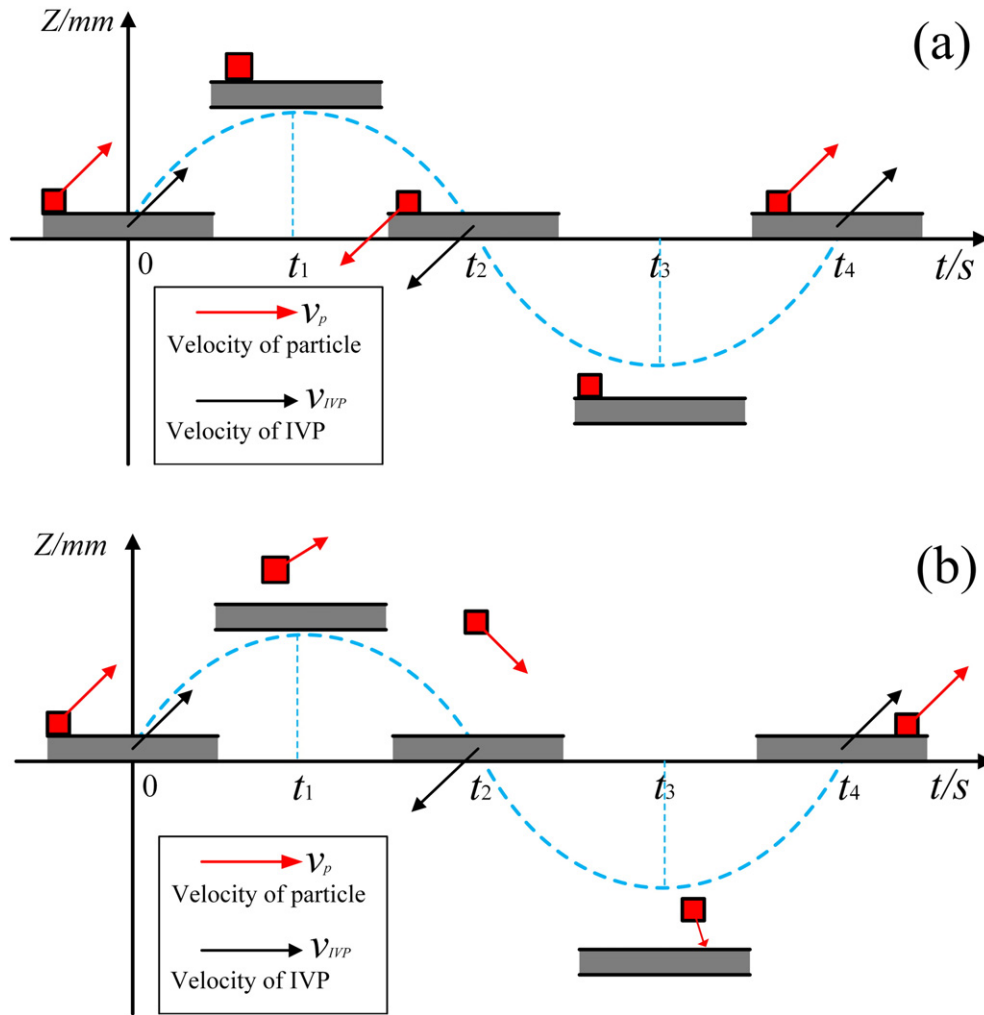 Z/mm
(a)
0
t1
t2
t3
t4
t/s
vp
Velocity of particle
vIVP
Velocity of IVP
Z/mm
(b)
0
t1
t2
t3
t4
t/s
vp
Velocity of particle
vIVP
Velocity of IVP